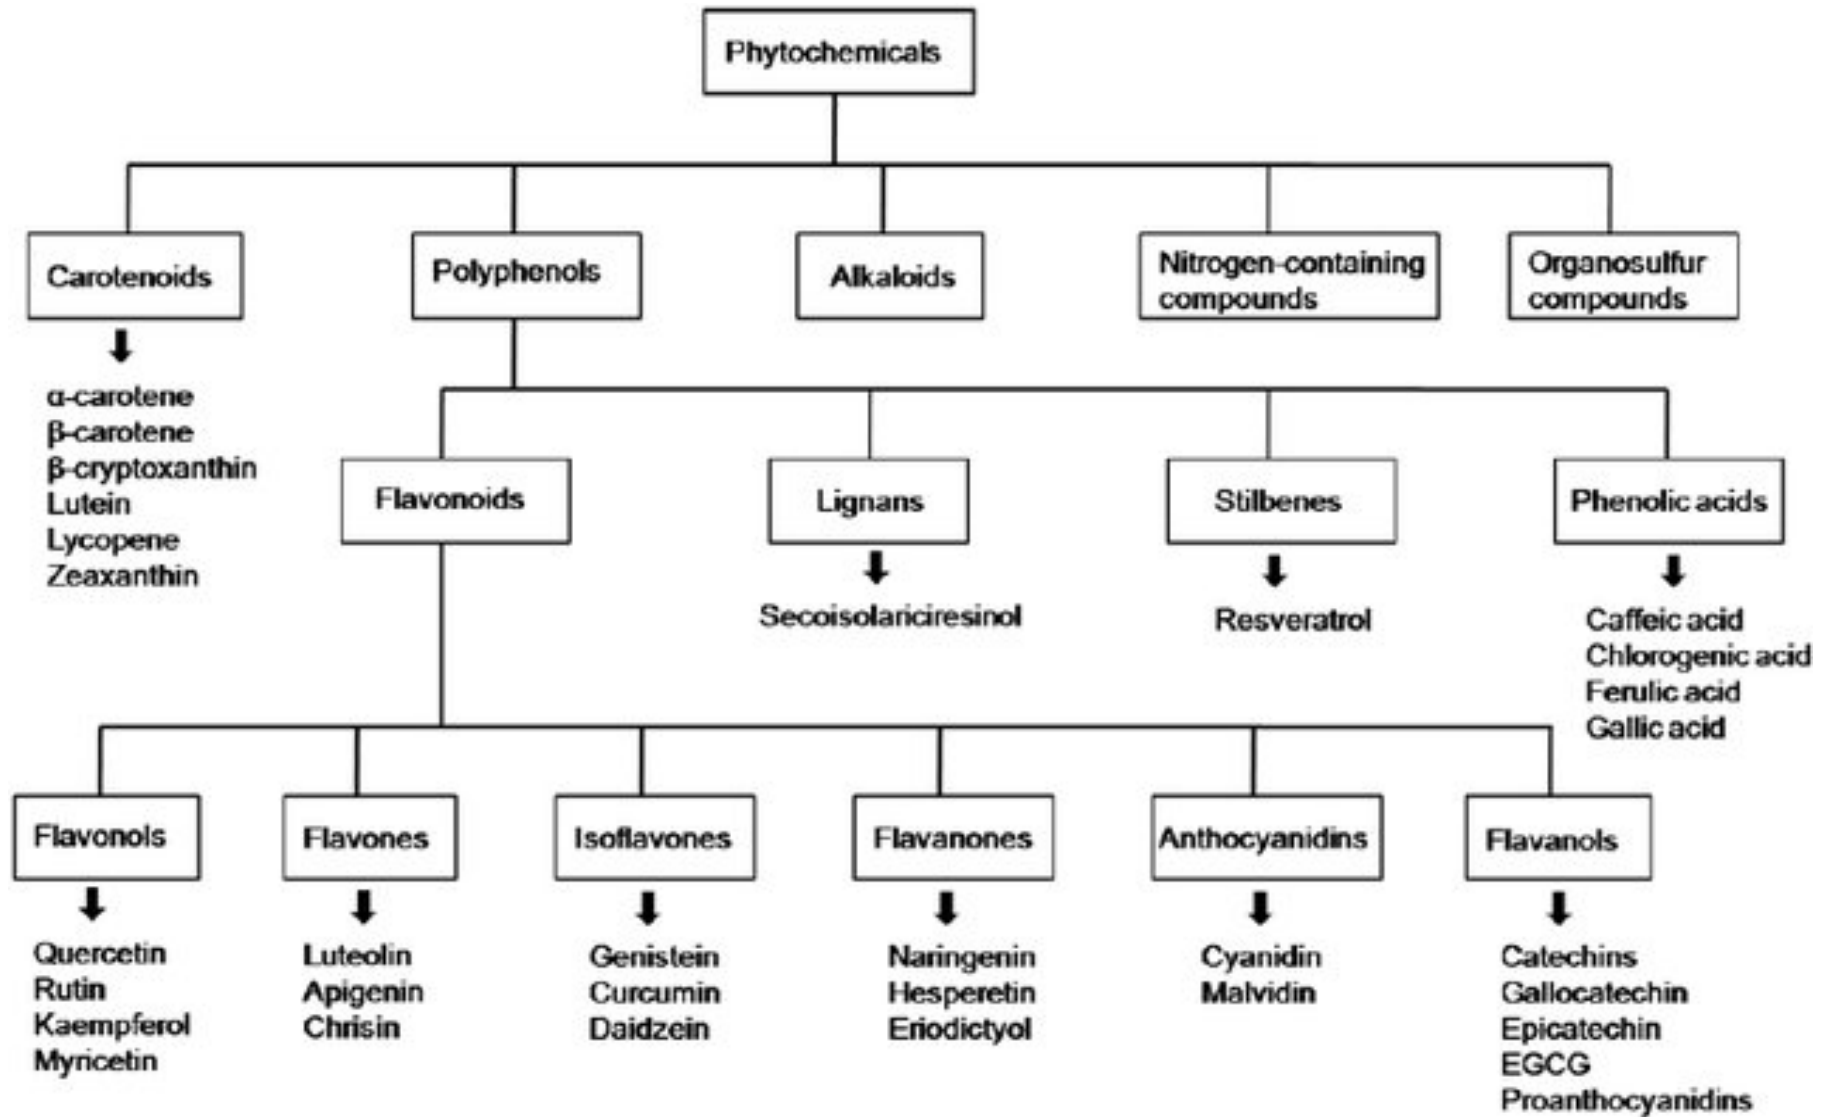 Phytochemicals
Carotenoids
Polyphenols
Alkaloids
Nitrogen-containing
compounds
Organosulfur
compounds
α-carotene
β-carotene
β-cryptoxanthin
Lutein
Lycopene
Zeaxanthin
Flavonoids
Lignans
Stilbenes
Phenolic acids
Secoisolariciresinol
Resveratrol
Caffeic acid
Chlorogenic acid
Ferulic acid
Gallic acid
Flavonols
Flavones
Isoflavones
Flavanones
Anthocyanidins
Flavanols
Quercetin
Rutin
Kaempferol
Myricetin
Luteolin
Apigenin
Chrisin
Genistein
Curcumin
Daidzein
Naringenin
Hesperetin
Eriodictyol
Cyanidin
Malvidin
Catechins
Gallocatechin
Epicatechin
EGCG
Proanthocyanidins